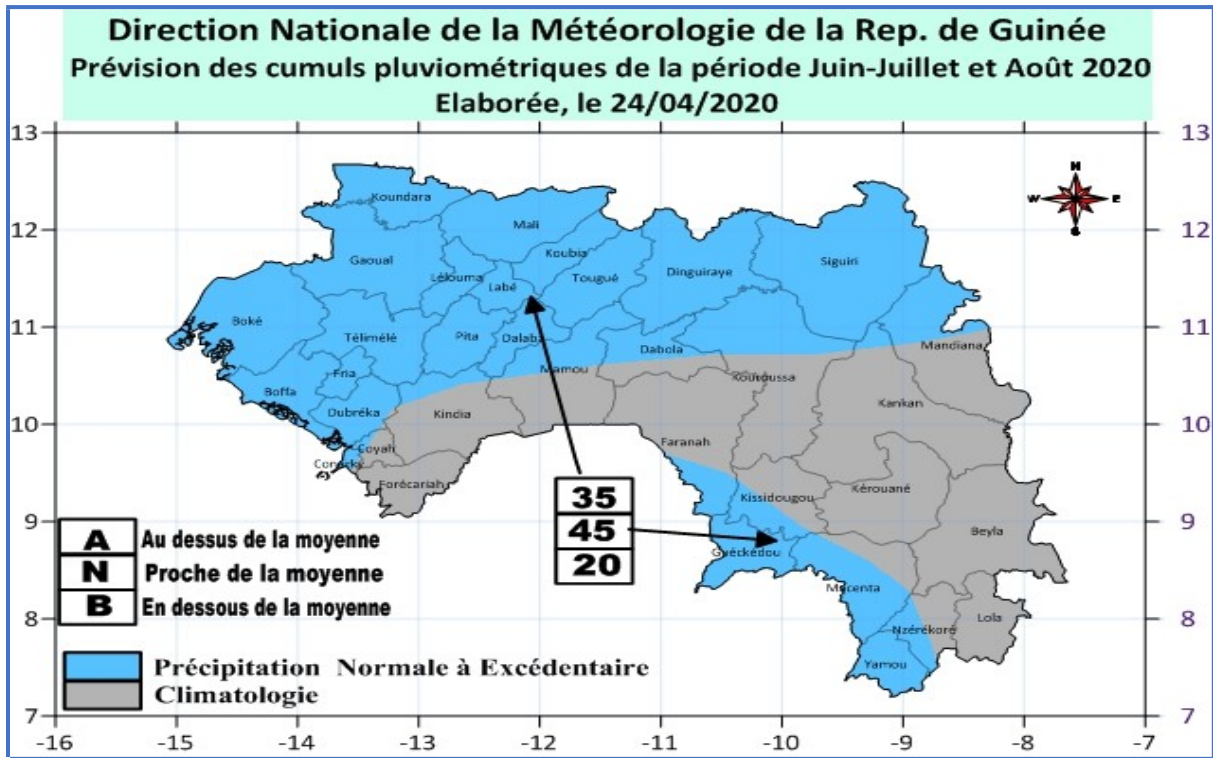 Direction Nationale de la Météorologie de la Rep. de Guinée
Prévision des cumuls pluviométriques de la période Juin-Juillet et Août 2020
Elaborée, le 24/04/2020
13
13
N
W
E
S
Koundara
Mali
12
12
Koubia
Gaoual
Siguiri
Lélouma
Tougué
Dinguiraye
Labé
Boké
11
11
Télimélé
Pita
Dalaba
Mandiana
Dabola
Mamou
Fria
Kouroussa
Boffa
Kankan
Dubréka
Kindia
10
10
Coyah
Faranah
Conacky
Forécariah
35
Kissidougou
Kérouané
9
9
45
Beyla
A Au dessus de la moyenne
Guéckédou
20
N Proche de la moyenne
Macenta
B En dessous de la moyenne
8
8
Lola
Nzérékoré
Yamou
Précipitation Normale à Excédentaire
Climatologie
7
7
-16 -15 -14 -13 -12 -11 -10 -9 -8 -7